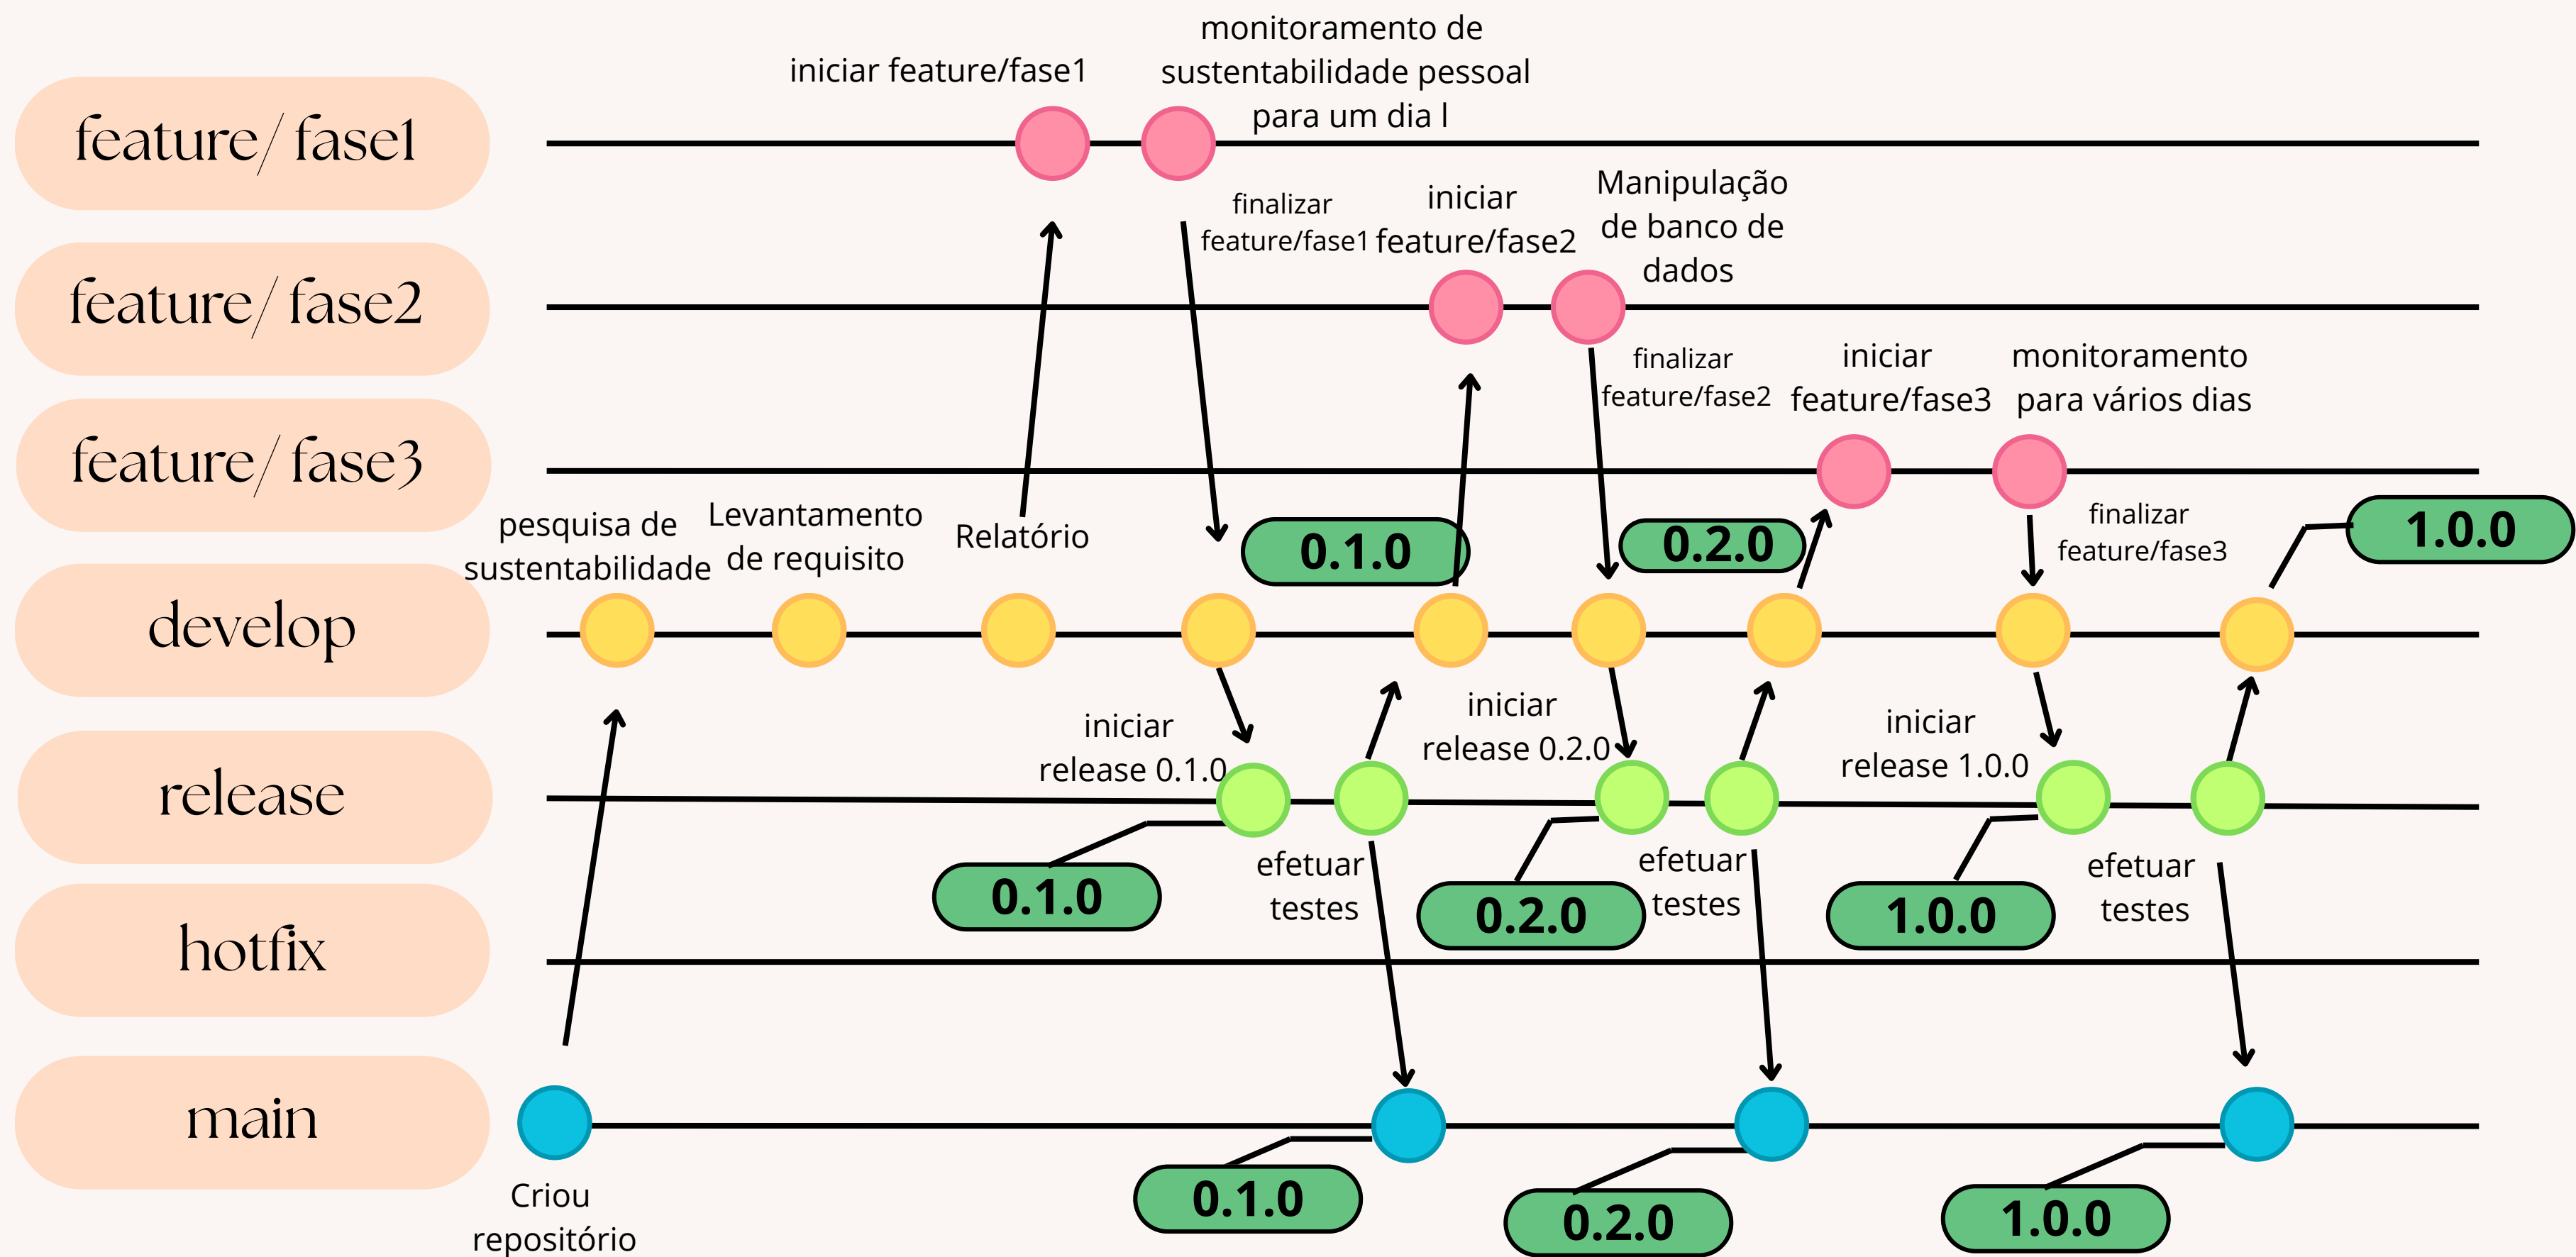 monitoramento de
sustentabilidade pessoal
para um dia l
iniciar feature/fase1
feature/ fase1
finalizar
feature/fase1
iniciar
feature/fase2
Manipulação
de banco de
dados
feature/ fase2
finalizar
feature/fase2
iniciar
feature/fase3
monitoramento
para vários dias
feature/ fase3
pesquisa de
sustentabilidade
Levantamento
de requisito
Relatório
0.1.0
0.2.0
finalizar
feature/fase3
1.0.0
develop
iniciar
release 0.1.0
iniciar
release 0.2.0
iniciar
release 1.0.0
release
0.1.0
efetuar
testes
0.2.0
efetuar
testes
1.0.0
efetuar
testes
hotfix
main
Criou
repositório
0.1.0
0.2.0
1.0.0